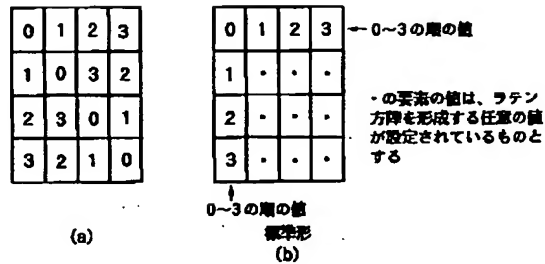 0 1 2 3
1 0 3 2
2 3 0 1
3 2 1 0
(a)
0 1 2 3
1 ・ ・ ・
2 ・ ・ ・
3 ・ ・ ・
←0〜3の順の値
0〜3の順の値
標準形
(b)
・の要素の値は、ラテン
方陣を形成する任意の値
が設定されているものと
する